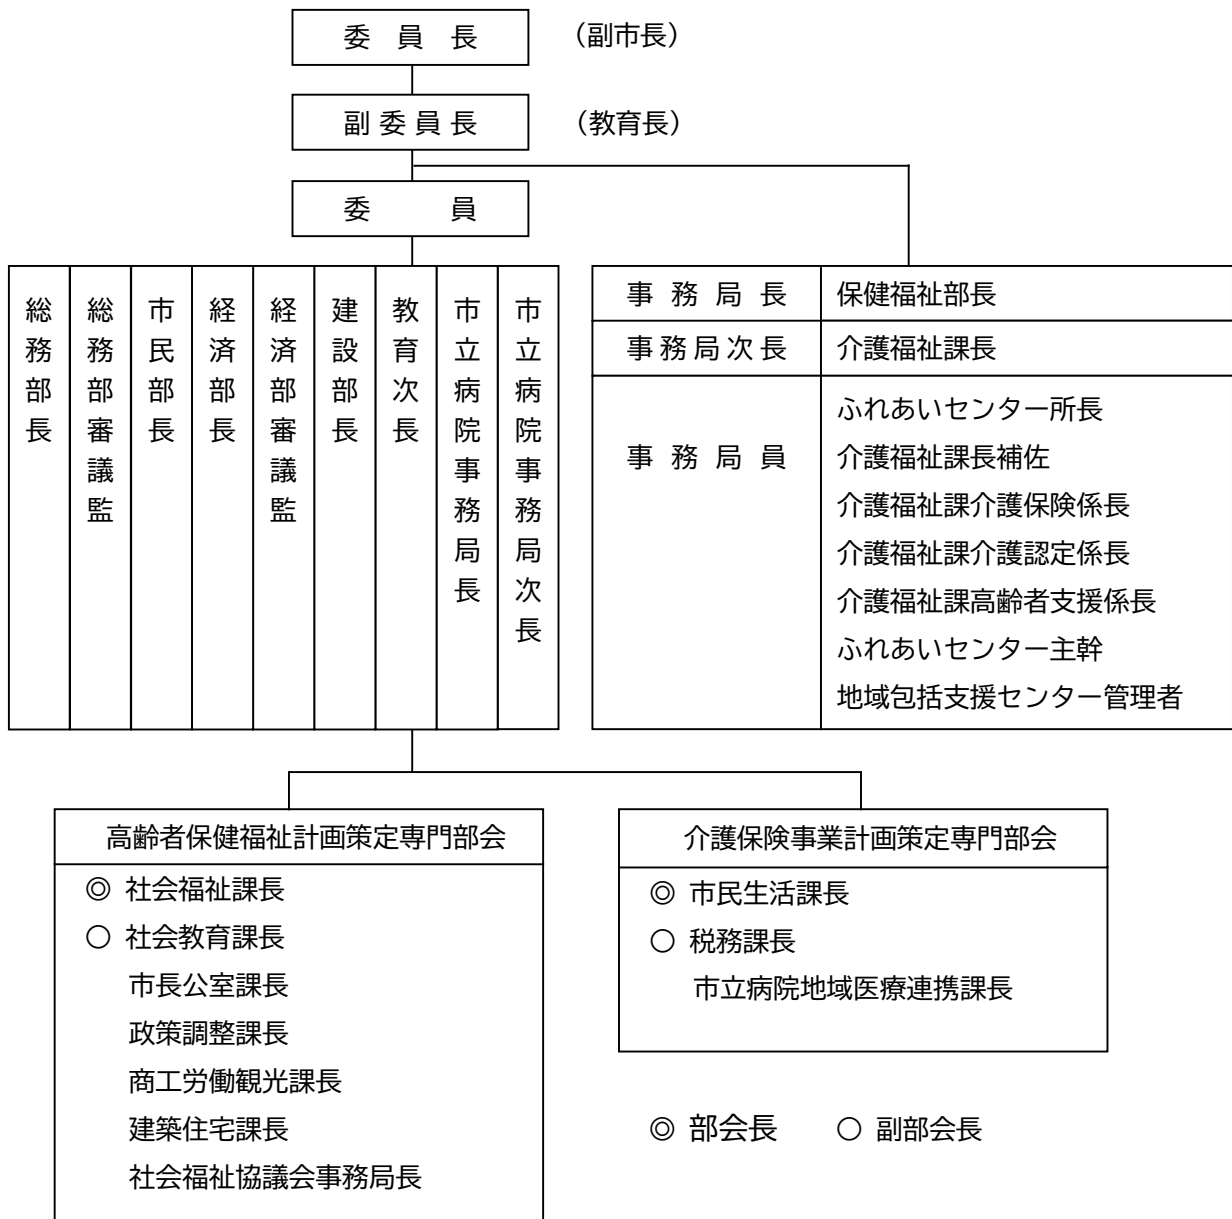 委員長 （副市長）
副委員長 （教育長）
委員
総務部長
総務部審議監
市民部長
経済部長
経済部審議監
建設部長
教育次長
市立病院事務局長
市立病院事務局次長
事務局長 保健福祉部長
事務局次長 介護福祉課長
事務局員
ふれあいセンター所長
介護福祉課長補佐
介護福祉課介護保険係長
介護福祉課介護認定係長
介護福祉課高齢者支援係長
ふれあいセンター主幹
地域包括支援センター管理者
高齢者保健福祉計画策定専門部会
◎ 社会福祉課長
○ 社会教育課長
市長公室課長
政策調整課長
商工労働観光課長
建築住宅課長
社会福祉協議会事務局長
介護保険事業計画策定専門部会
◎ 市民生活課長
○ 税務課長
市立病院地域医療連携課長
◎ 部会長 ○ 副部会長